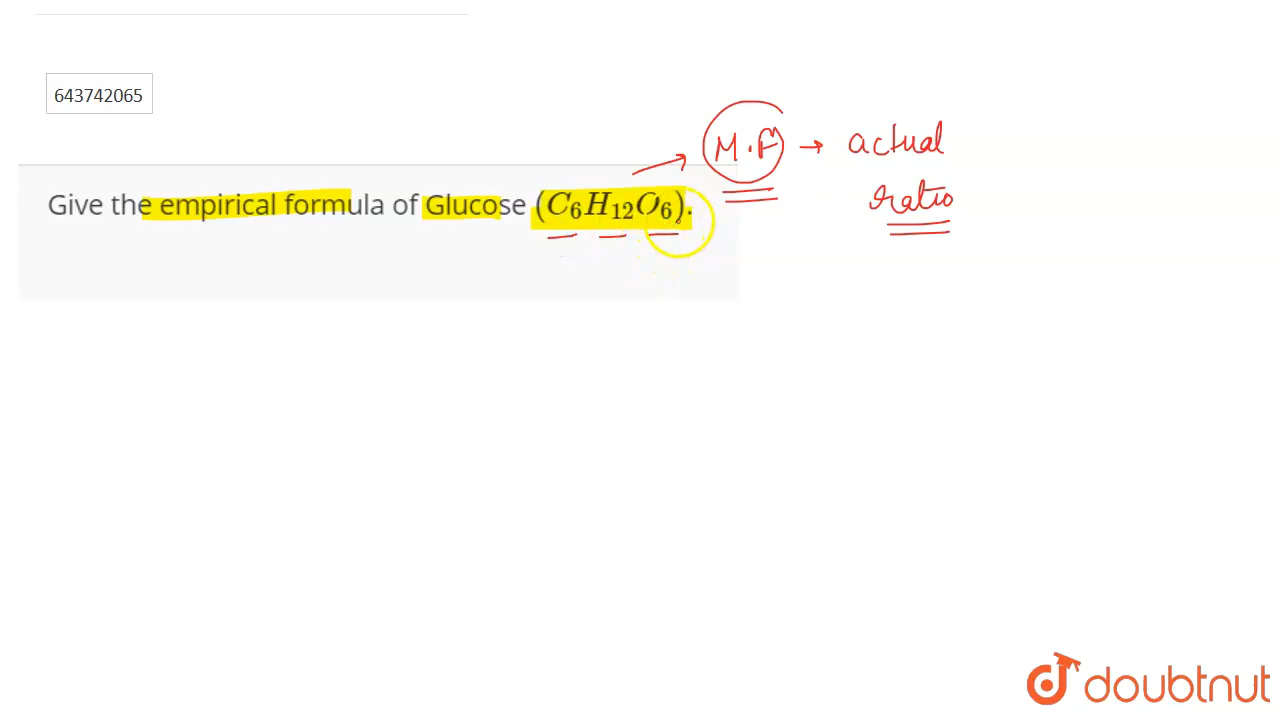 643742065
M.F → actual
ratio
Give the empirical formula of Glucose (C₆H₁₂O₆).
doubtnut